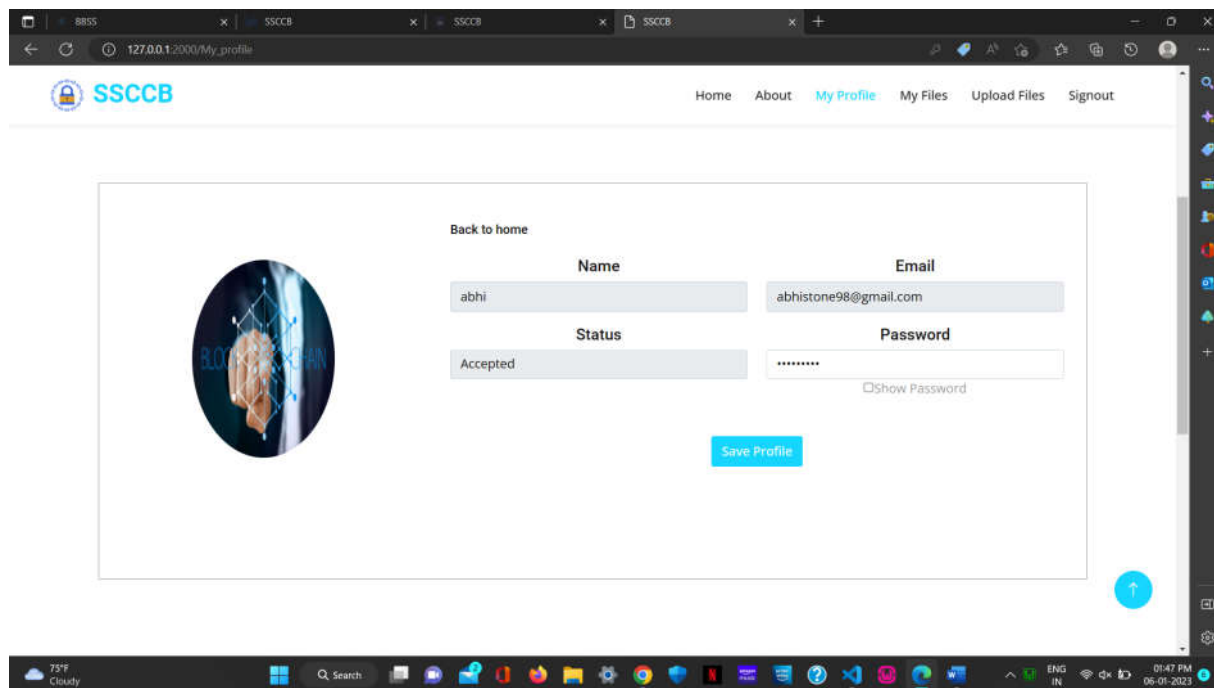 BBSS
SSCCB
SSCCB
SSCCB
127.0.0.1:2000/My_profile
SSCCB
Home About My Profile My Files Upload Files Signout
Back to home
Name Email
abhi abhistone98@gmail.com
Status Password
Accepted •••••••••
Show Password
BLOCK CHAIN
Save Profile
75°F
Cloudy
Search
ENG
IN
01:47 PM
06-01-2023